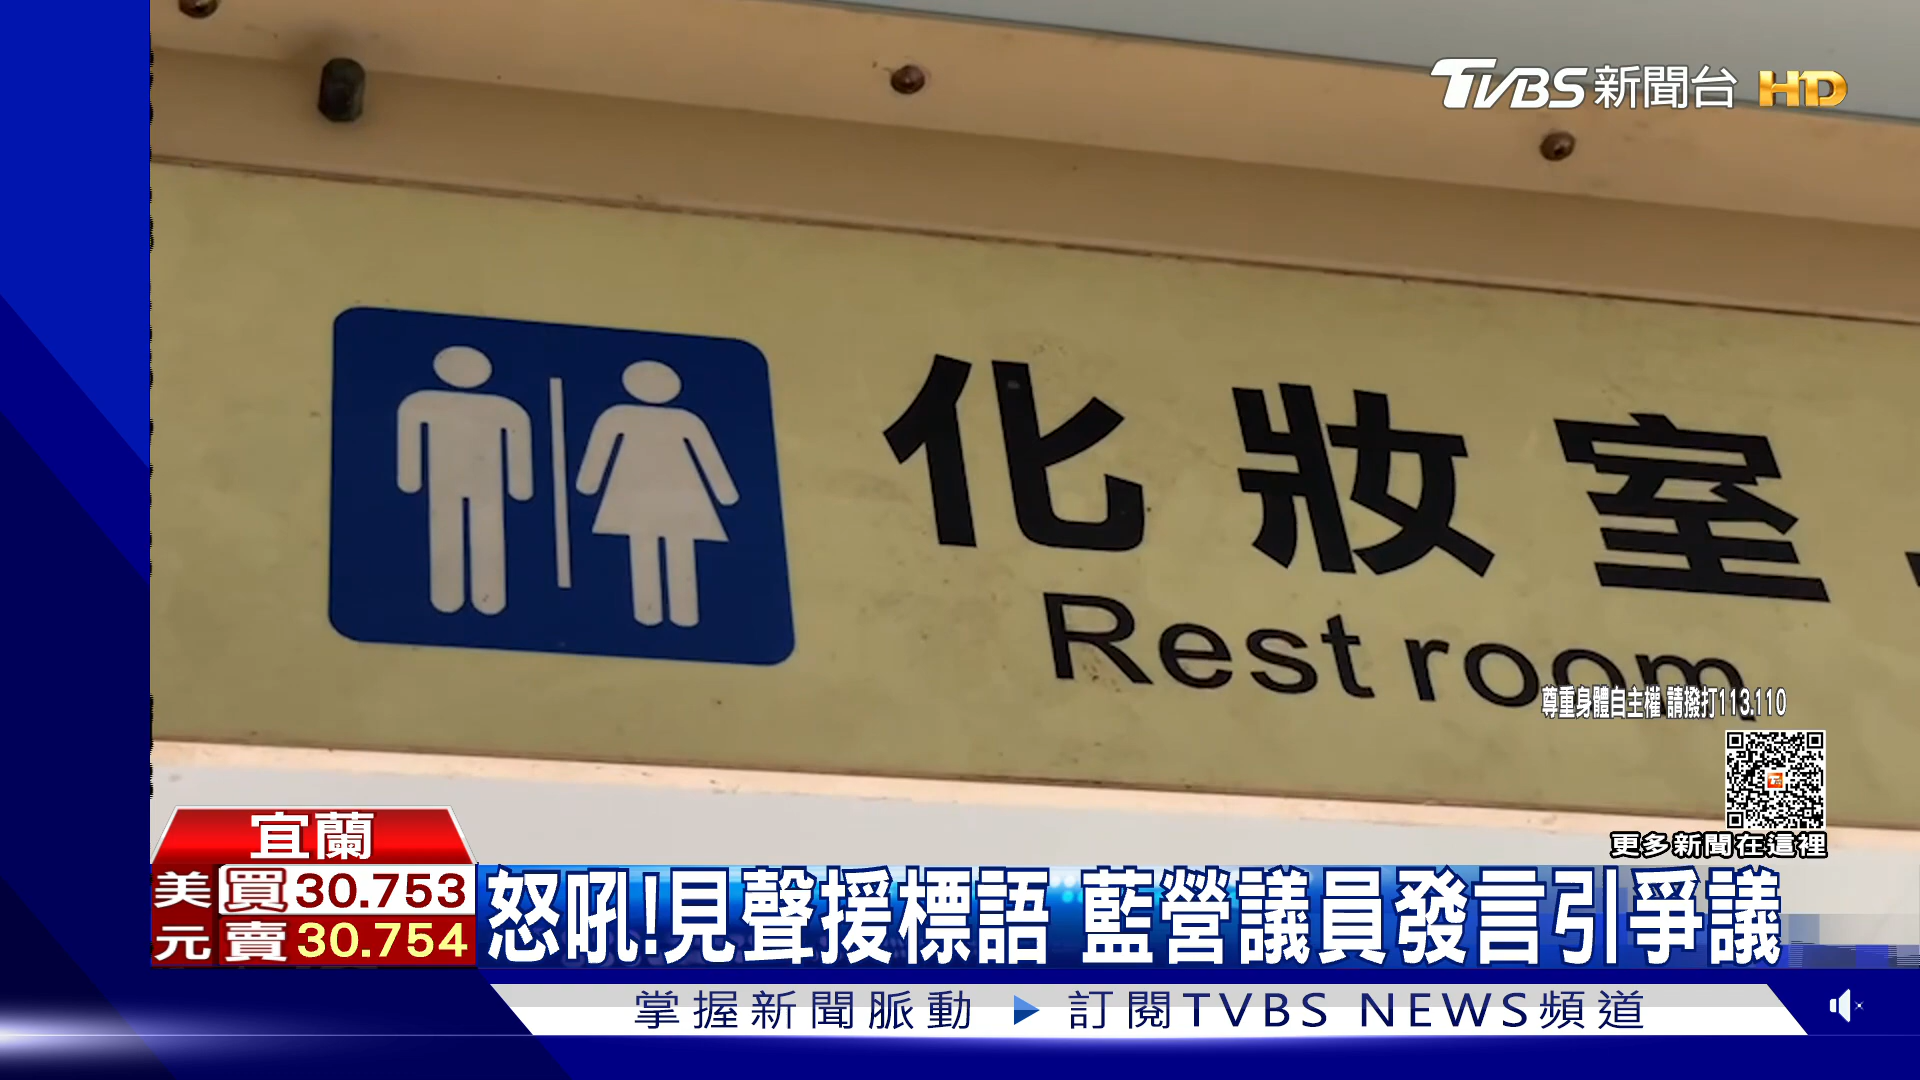 TVBS新聞台 HD
化妝室
Rest room
尊重身體自主權 請撥打113.110
更多新聞在這裡
宜蘭
美元
買 30.753
賣 30.754
怒吼!見聲援標語 藍營議員發言引爭議
掌握新聞脈動 ▶ 訂閱TVBS NEWS頻道